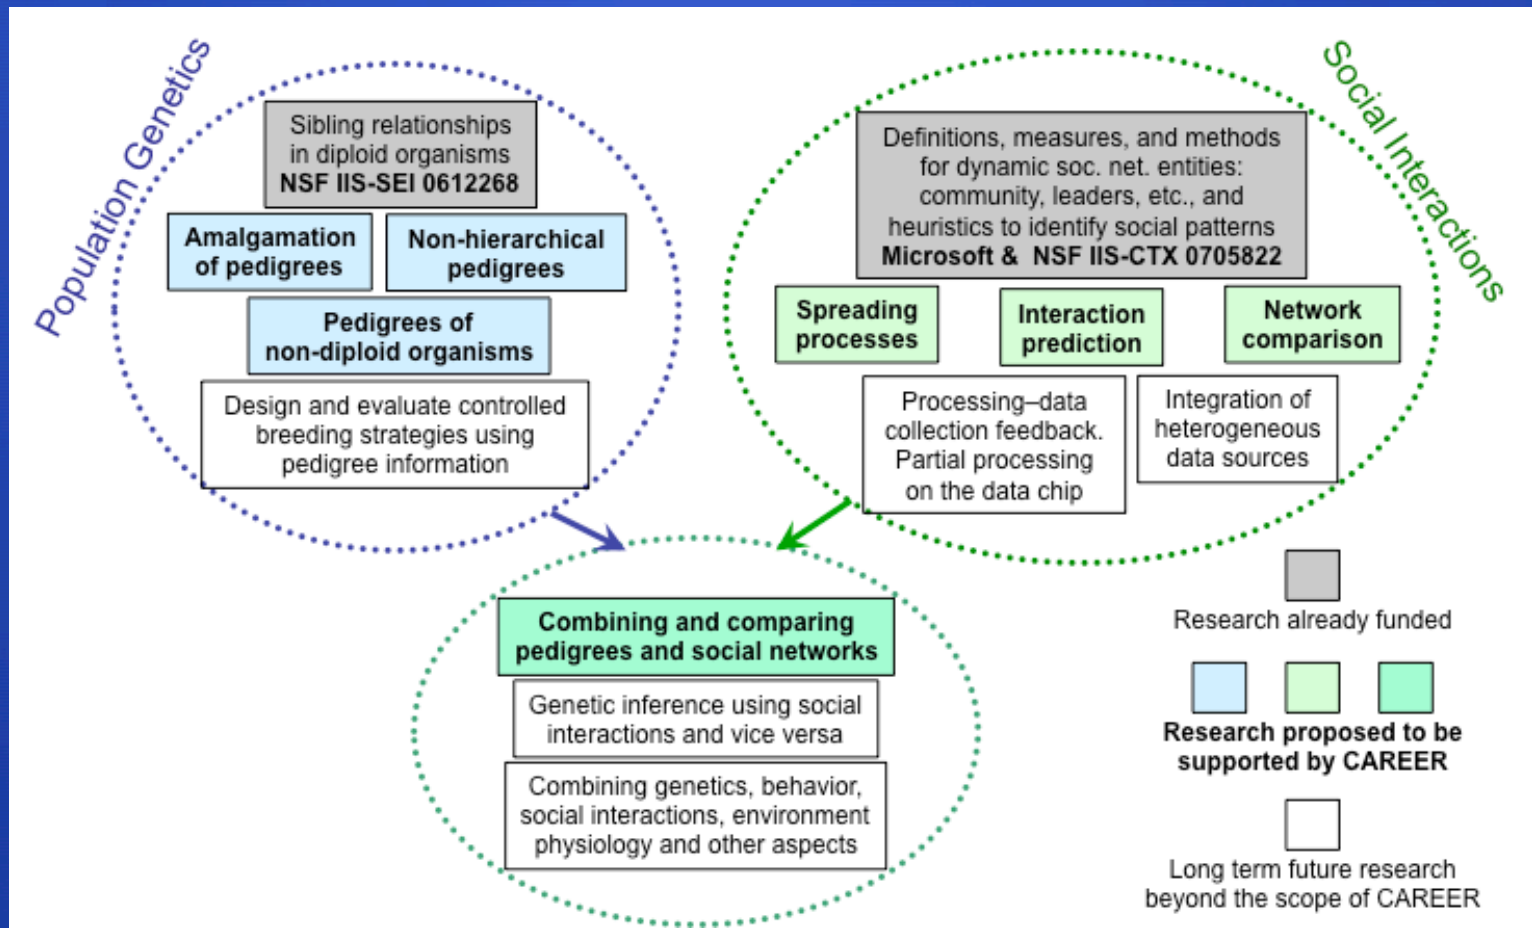 Population Genetics
Sibling relationships
in diploid organisms
NSF IIS-SEI 0612268
Amalgamation
of pedigrees
Non-hierarchical
pedigrees
Pedigrees of
non-diploid organisms
Design and evaluate controlled
breeding strategies using
pedigree information
Social Interactions
Definitions, measures, and methods
for dynamic soc. net. entities:
community, leaders, etc., and
heuristics to identify social patterns
Microsoft & NSF IIS-CTX 0705822
Spreading
processes
Interaction
prediction
Network
comparison
Processing–data
collection feedback.
Partial processing
on the data chip
Integration of
heterogeneous
data sources
Combining and comparing
pedigrees and social networks
Genetic inference using social
interactions and vice versa
Combining genetics, behavior,
social interactions, environment
physiology and other aspects
Research already funded
Research proposed to be
supported by CAREER
Long term future research
beyond the scope of CAREER